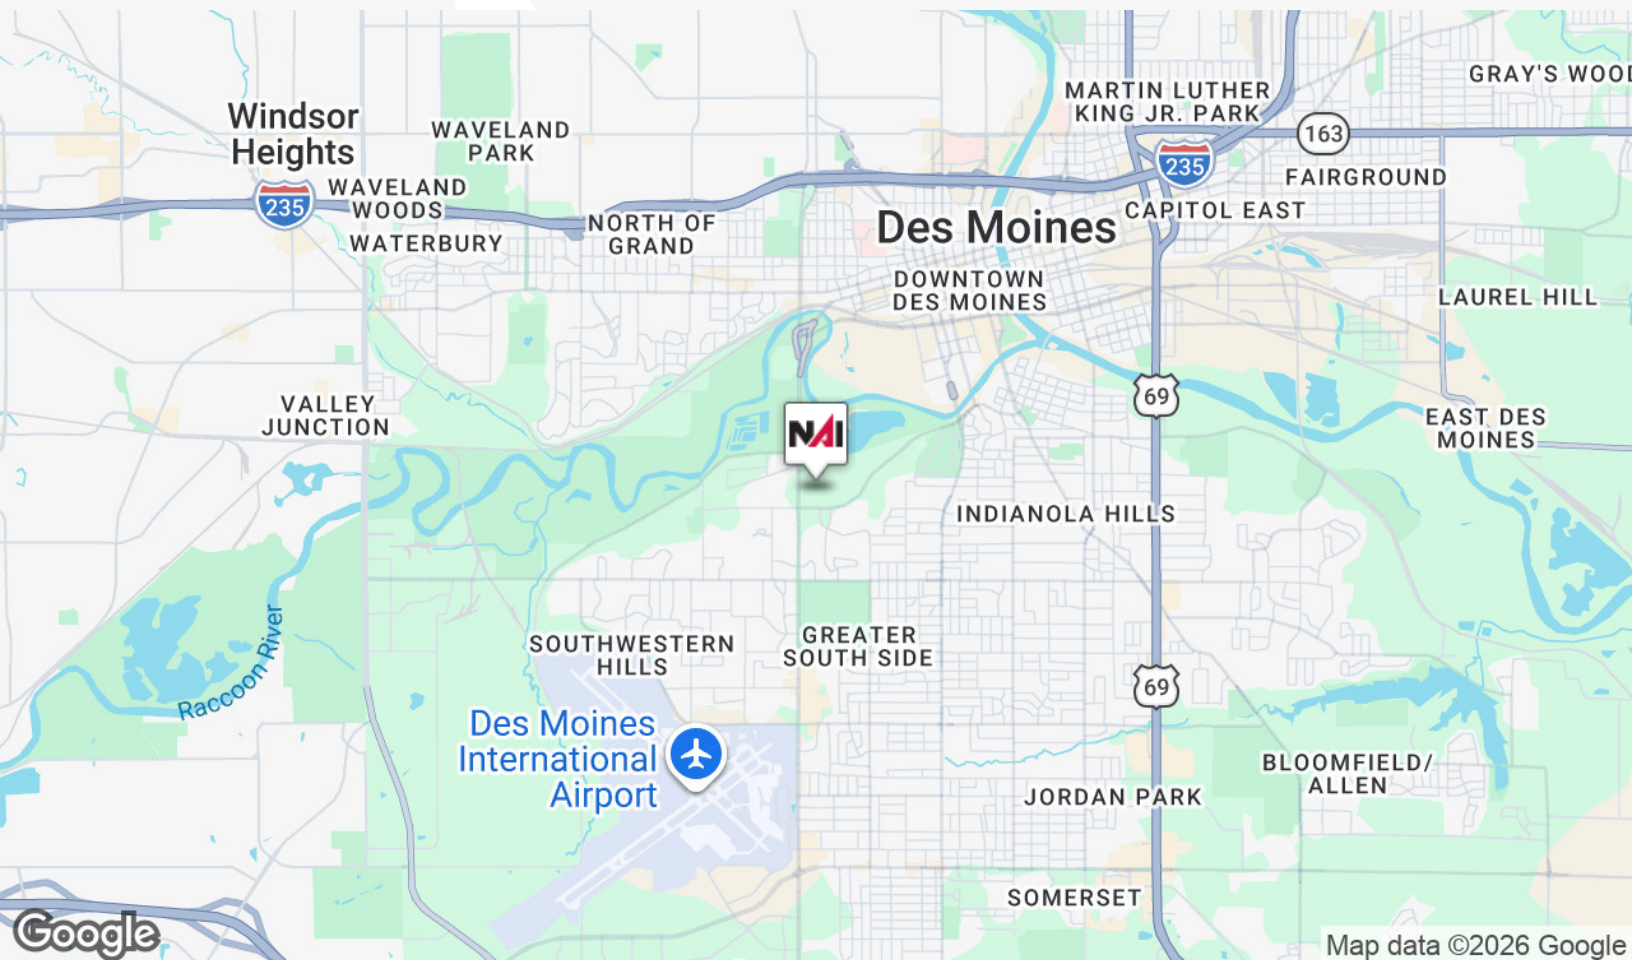 GRAY'S WOOD
MARTIN LUTHER
KING JR. PARK
Windsor
Heights
WAVELAND
PARK
163
235
FAIRGROUND
WAVELAND
WOODS
235
NORTH OF
GRAND
Des Moines
CAPITOL EAST
WATERBURY
DOWNTOWN
DES MOINES
LAUREL HILL
69
VALLEY
JUNCTION
NAI
EAST DES
MOINES
INDIANOLA HILLS
Raccoon River
SOUTHWESTERN
HILLS
GREATER
SOUTH SIDE
69
Des Moines
International
Airport
BLOOMFIELD/
ALLEN
JORDAN PARK
SOMERSET
Google
Map data ©2026 Google